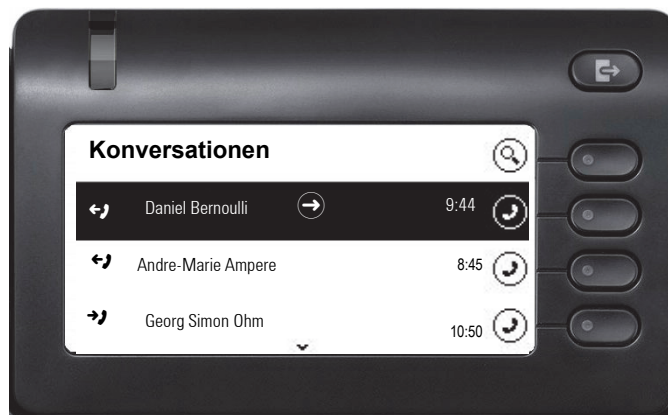 Konversationen
Daniel Bernoulli 9:44
Andre-Marie Ampere 8:45
Georg Simon Ohm 10:50